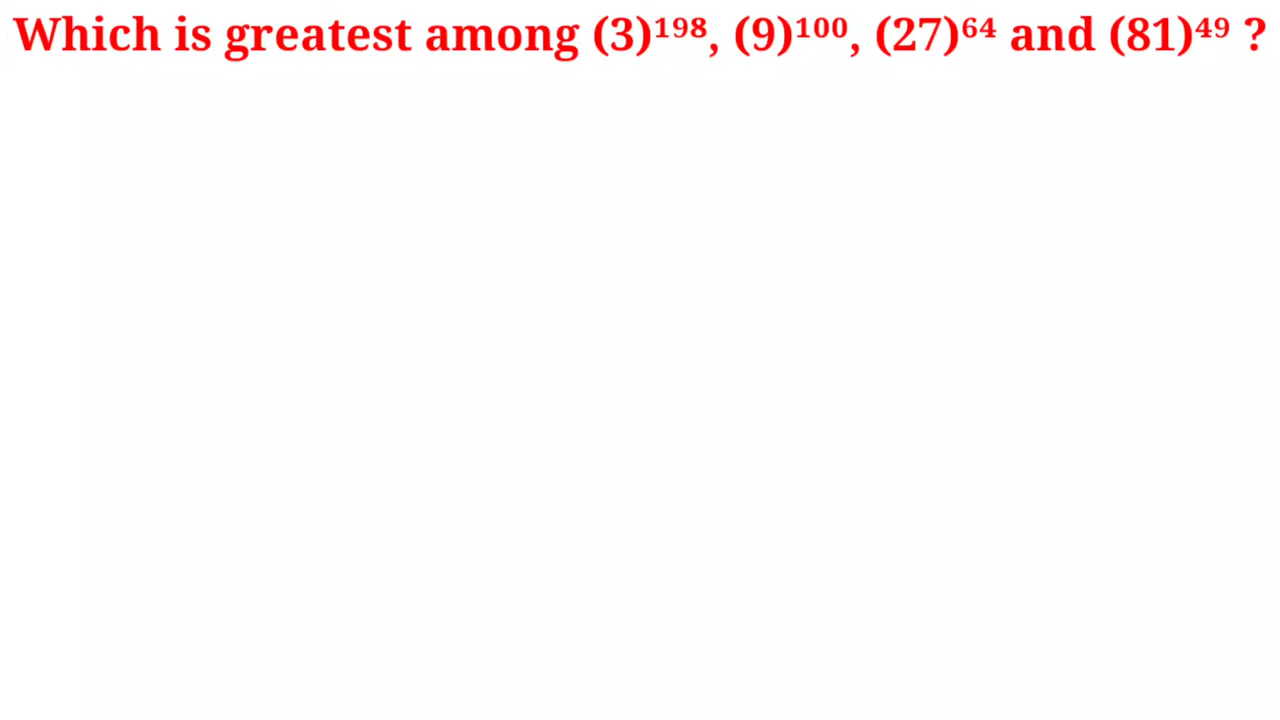 Which is greatest among (3)¹⁹⁸, (9)¹⁰⁰, (27)⁶⁴ and (81)⁴⁹ ?